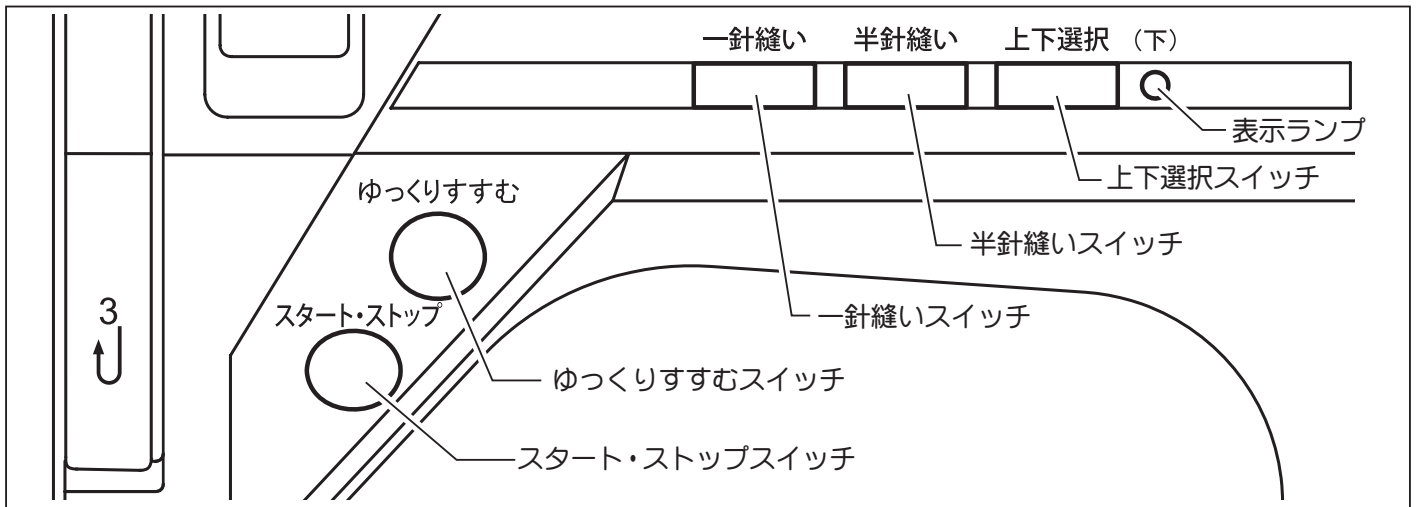 一針縫い 半針縫い 上下選択 (下)
表示ランプ
上下選択スイッチ
ゆっくりすすむ
半針縫いスイッチ
3
スタート・ストップ
一針縫いスイッチ
ゆっくりすすむスイッチ
スタート・ストップスイッチ